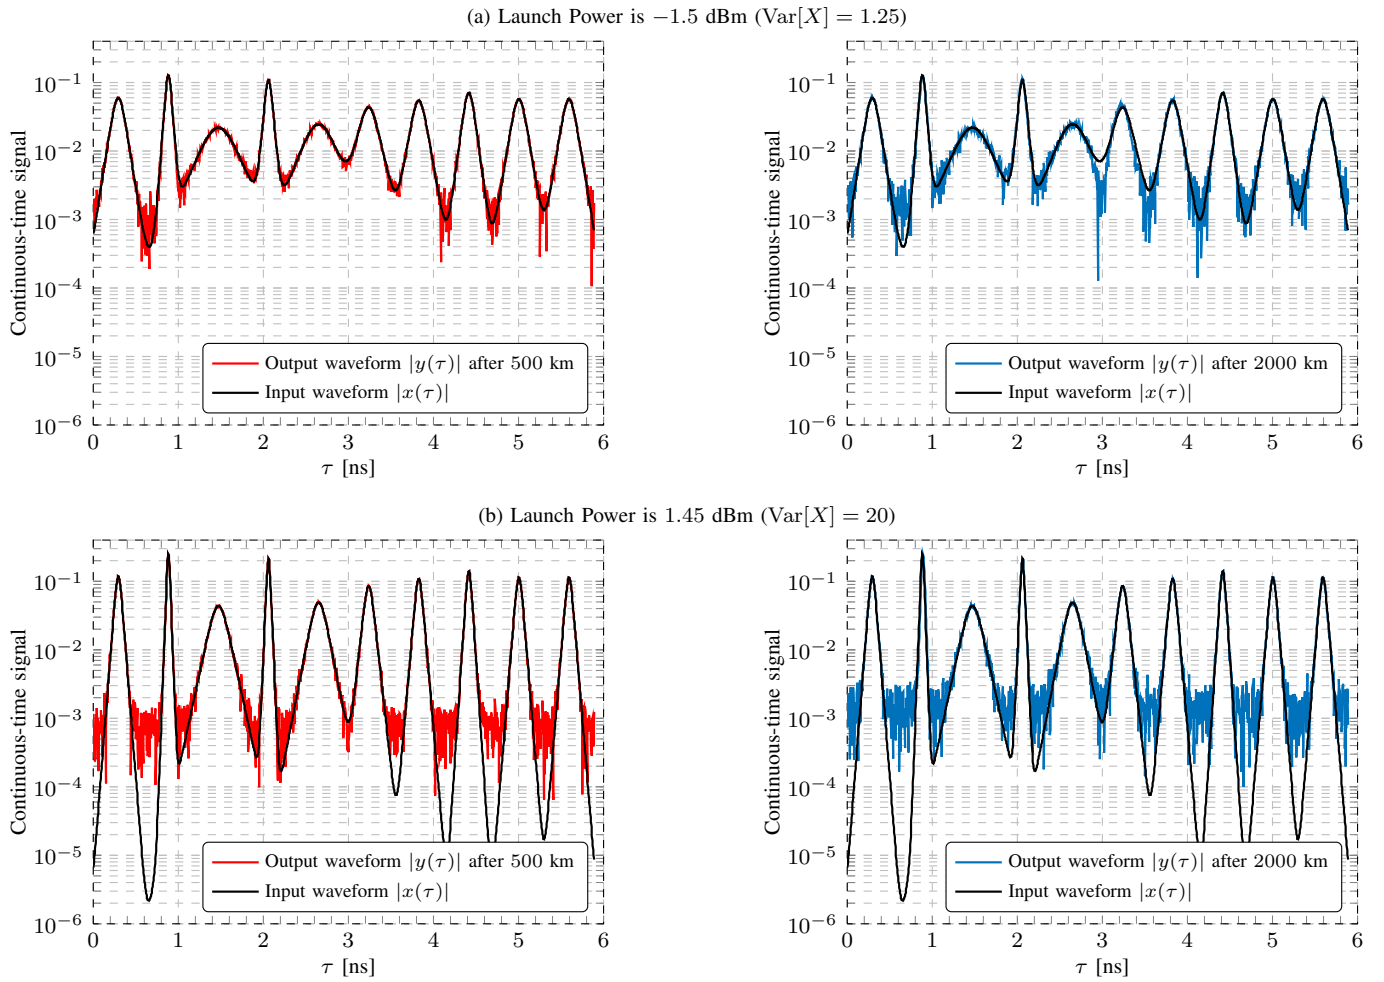 (a) Launch Power is −1.5 dBm (Var[X] = 1.25)
Continuous-time signal
10⁻¹
10⁻²
10⁻³
10⁻⁴
10⁻⁵
10⁻⁶
Output waveform |y(τ)| after 500 km
Input waveform |x(τ)|
0 1 2 3 4 5 6
τ [ns]
Continuous-time signal
10⁻¹
10⁻²
10⁻³
10⁻⁴
10⁻⁵
10⁻⁶
Output waveform |y(τ)| after 2000 km
Input waveform |x(τ)|
0 1 2 3 4 5 6
τ [ns]
(b) Launch Power is 1.45 dBm (Var[X] = 20)
Continuous-time signal
10⁻¹
10⁻²
10⁻³
10⁻⁴
10⁻⁵
10⁻⁶
Output waveform |y(τ)| after 500 km
Input waveform |x(τ)|
0 1 2 3 4 5 6
τ [ns]
Continuous-time signal
10⁻¹
10⁻²
10⁻³
10⁻⁴
10⁻⁵
10⁻⁶
Output waveform |y(τ)| after 2000 km
Input waveform |x(τ)|
0 1 2 3 4 5 6
τ [ns]